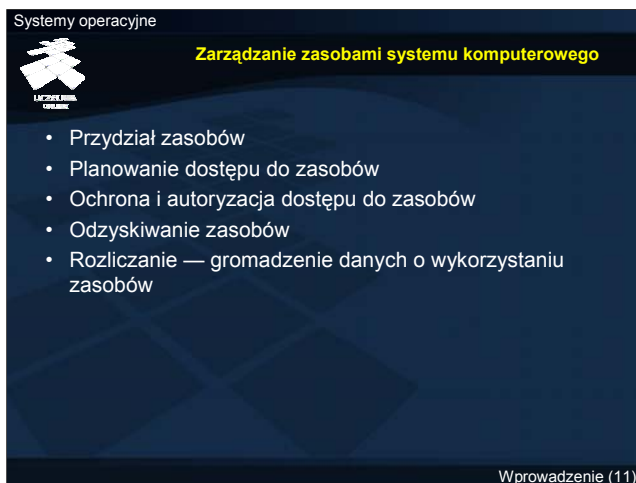 Systemy operacyjne
Zarządzanie zasobami systemu komputerowego
• Przydział zasobów
• Planowanie dostępu do zasobów
• Ochrona i autoryzacja dostępu do zasobów
• Odzyskiwanie zasobów
• Rozliczanie — gromadzenie danych o wykorzystaniu
zasobów
Wprowadzenie (11)